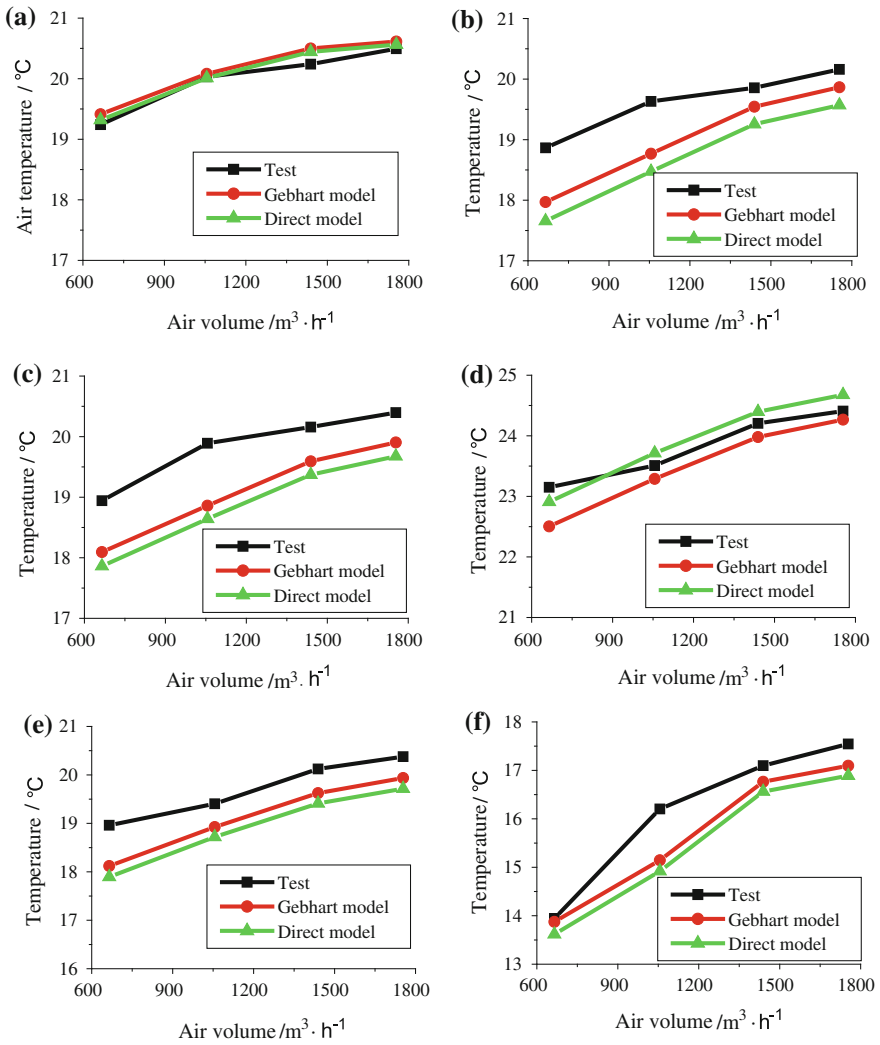 (a)
21
20
19
18
17
Air temperature / °C
Test
Gebhart model
Direct model
600 900 1200 1500 1800
Air volume /m³ · h⁻¹
(b)
21
20
19
18
17
Temperature / °C
Test
Gebhart model
Direct model
600 900 1200 1500 1800
Air volume /m³ · h⁻¹
(c)
21
20
19
18
17
Temperature / °C
Test
Gebhart model
Direct model
600 900 1200 1500 1800
Air volume /m³. h⁻¹
(d)
25
24
23
22
21
Temperature / °C
Test
Gebhart model
Direct model
600 900 1200 1500 1800
Air volume /m³ · h⁻¹
(e)
21
20
19
18
17
16
Temperature / °C
Test
Gebhart model
Direct model
600 900 1200 1500 1800
Air volume /m³ · h⁻¹
(f)
18
17
16
15
14
13
Temperature/ °C
Test
Gebhart model
Direct model
600 900 1200 1500 1800
Air volume /m³ · h⁻¹